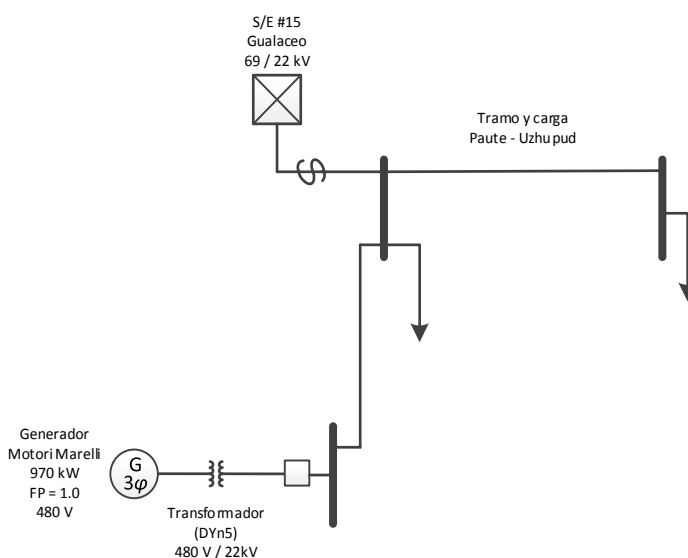 S/E #15
Gualaceo
69 / 22 kV
Tramo y carga
Paute - Uzhupud
Generador
Motori Marelli
970 kW
FP = 1.0
480 V
G
3φ
Transformador
(DYn5)
480 V / 22kV